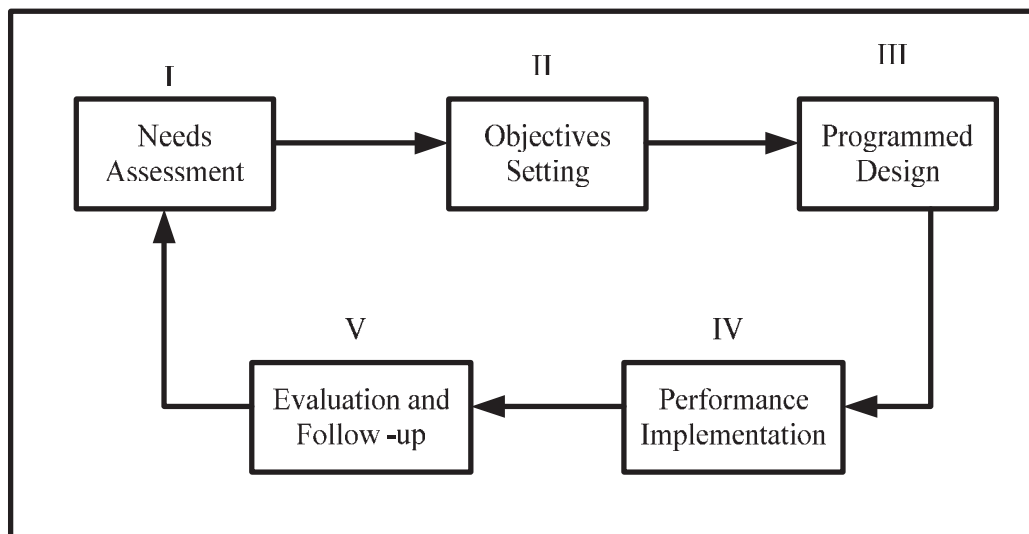 I
Needs
Assessment
II
Objectives
Setting
III
Programmed
Design
IV
Performance
Implementation
V
Evaluation and
Follow -up